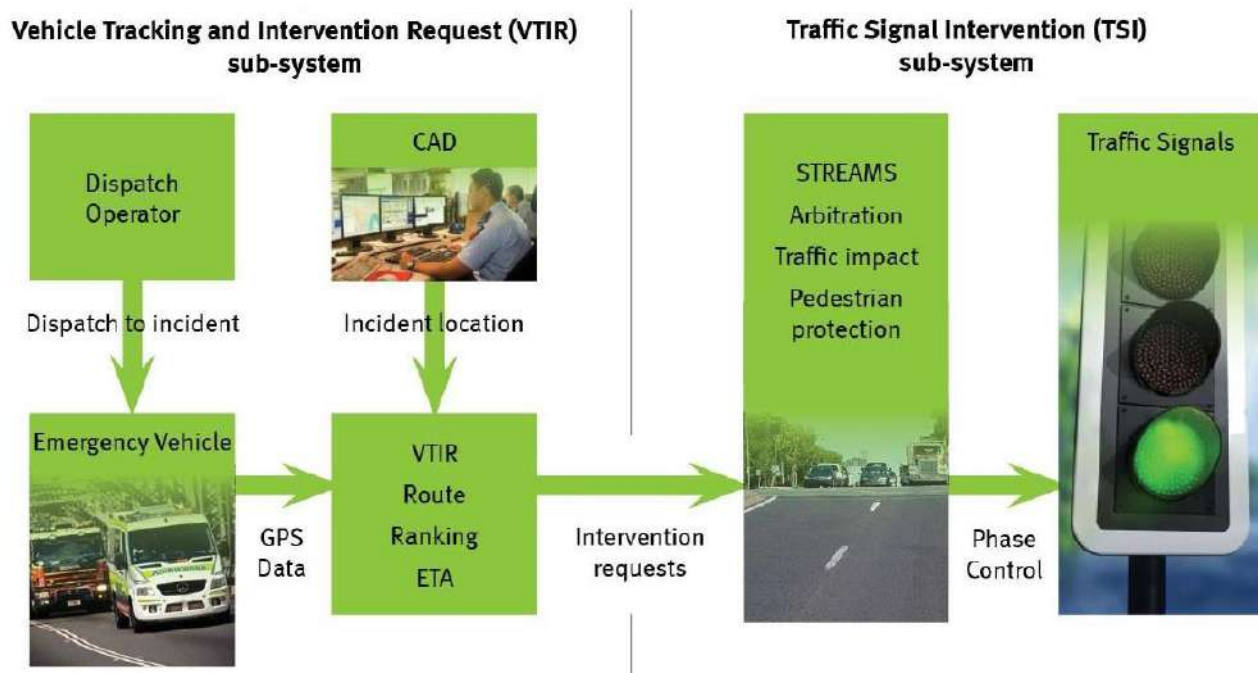 Vehicle Tracking and Intervention Request (VTIR)
sub-system
Traffic Signal Intervention (TSI)
sub-system
Dispatch
Operator
CAD
STREAMS
Arbitration
Traffic impact
Pedestrian
protection
Traffic Signals
Dispatch to incident
Incident location
Emergency Vehicle
GPS
Data
VTIR
Route
Ranking
ETA
Intervention
requests
Phase
Control